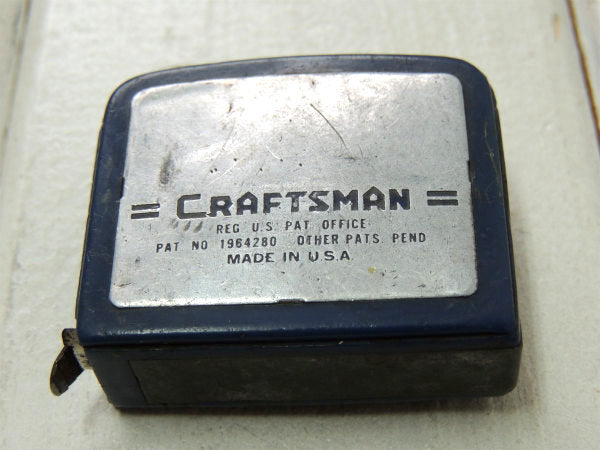 = CRAFTSMAN =
REG. U.S. PAT. OFFICE
PAT. NO. 1964280 OTHER PATS. PEND
MADE IN U.S.A.